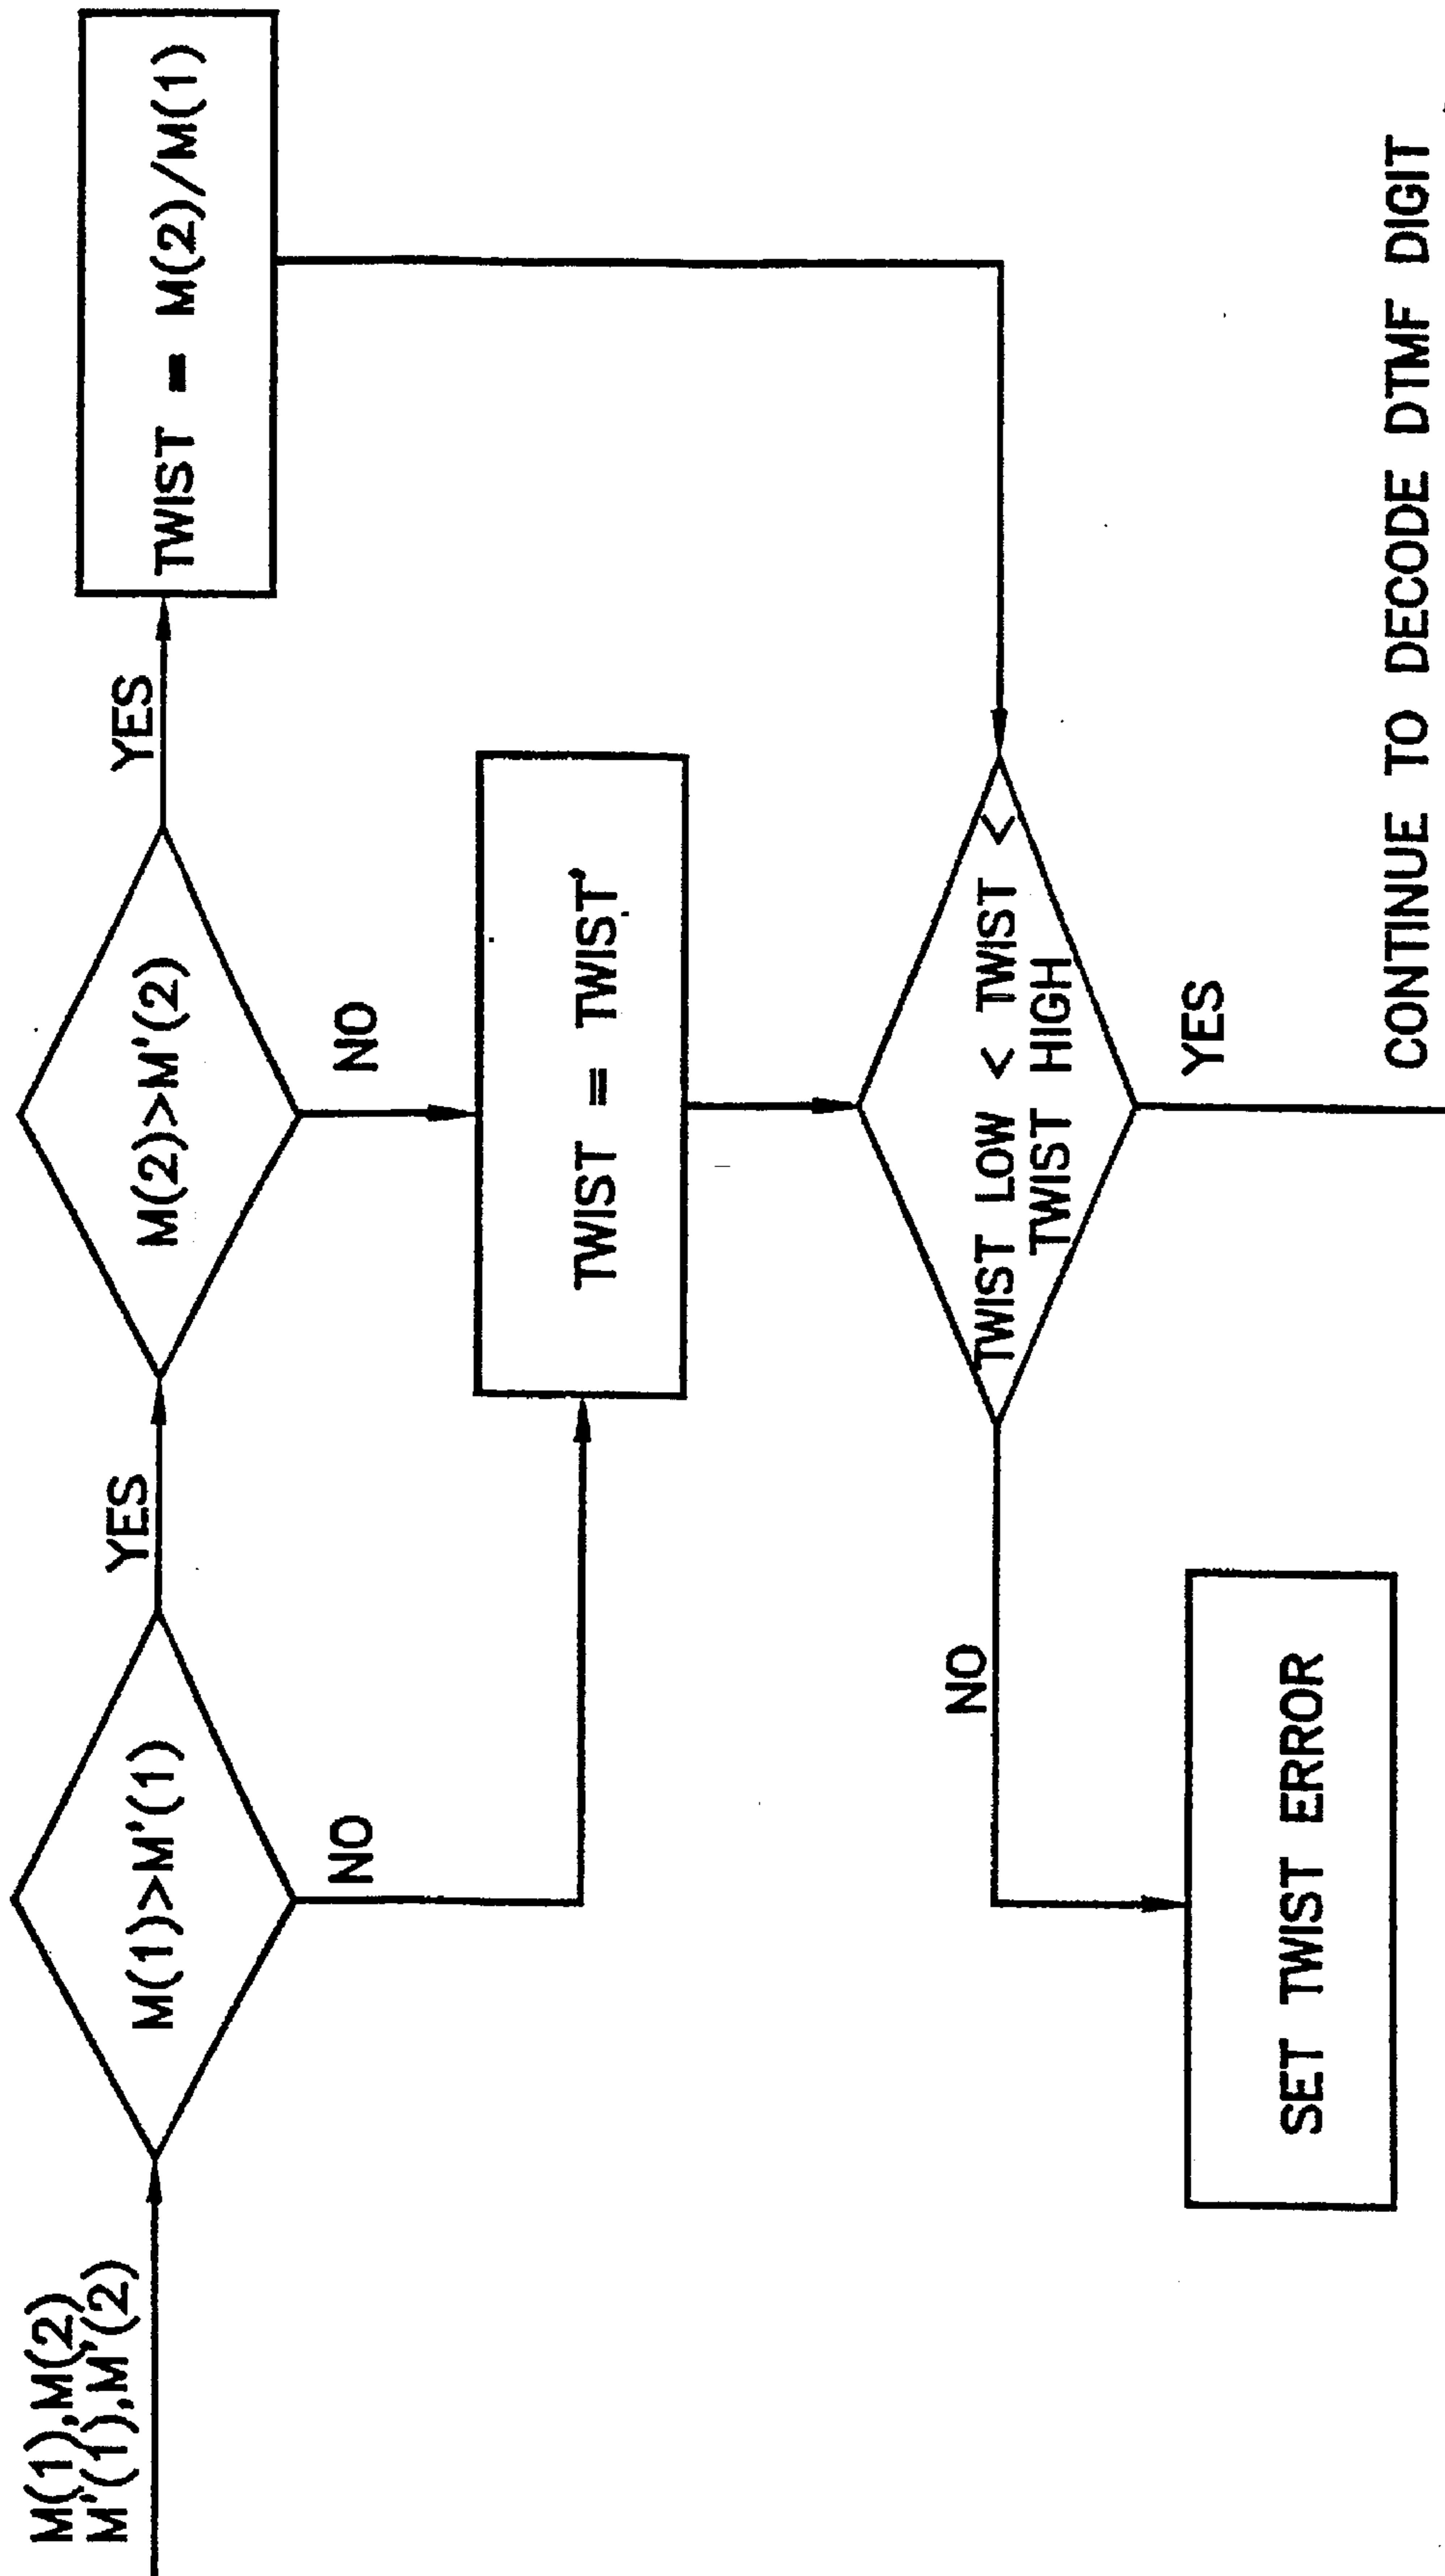 M(1),M(2)
M'(1),M'(2)
M(1)>M'(1)
YES
M(2)>M'(2)
YES
TWIST = M(2)/M(1)
NO
NO
TWIST = TWIST'
TWIST LOW < TWIST <
TWIST HIGH
NO
YES
SET TWIST ERROR
CONTINUE TO DECODE DTMF DIGIT